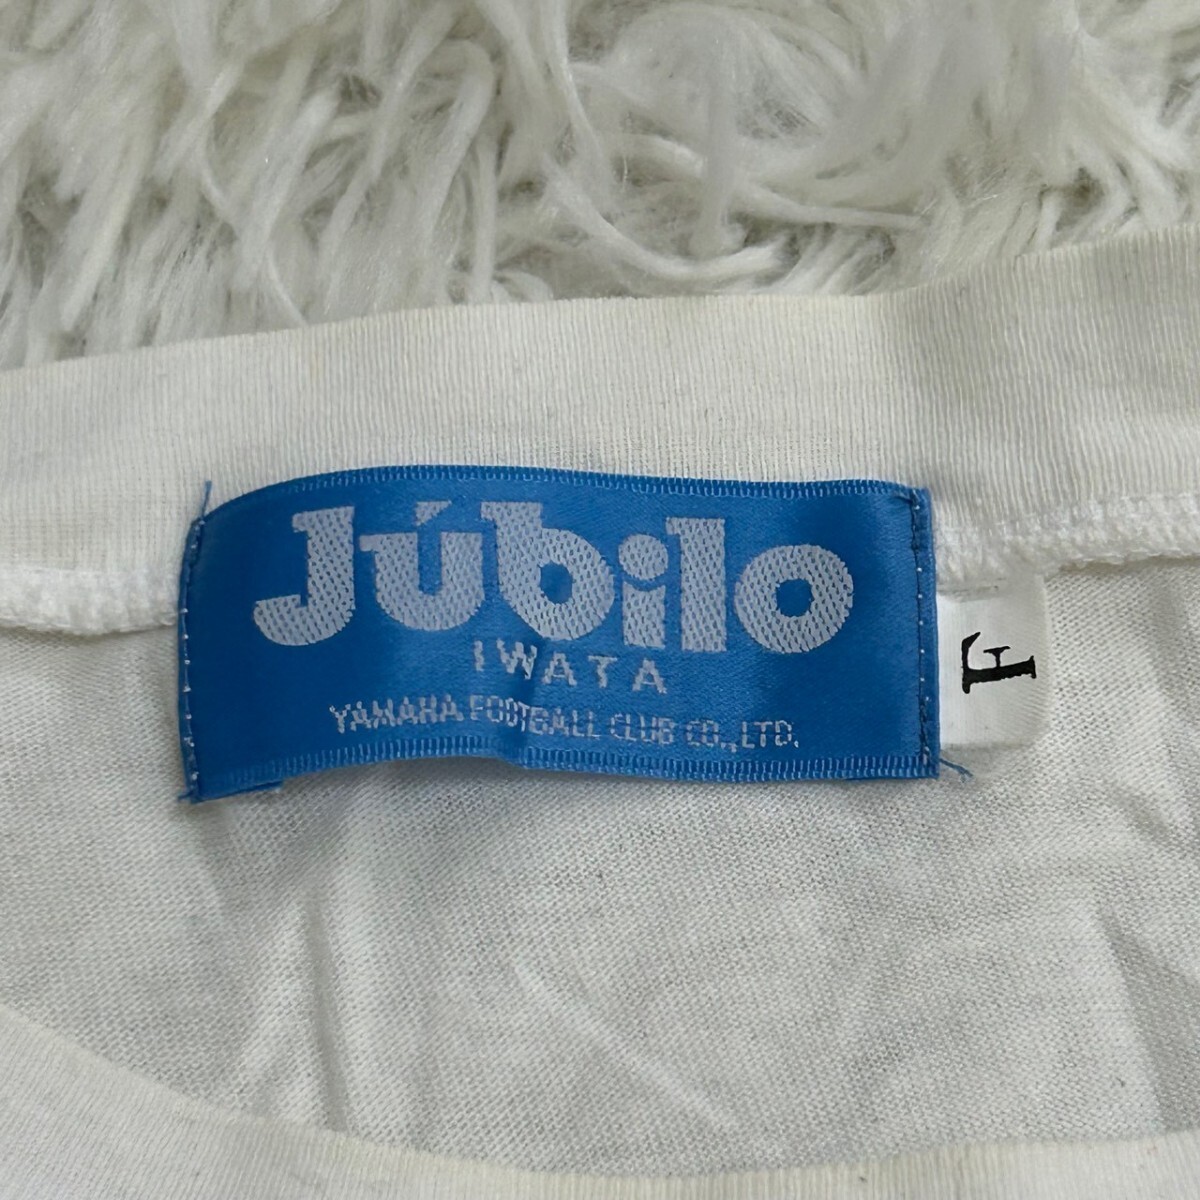 Júbilo
IWATA
YAMAHA FOOTBALL CLUB CO.,LTD.
F